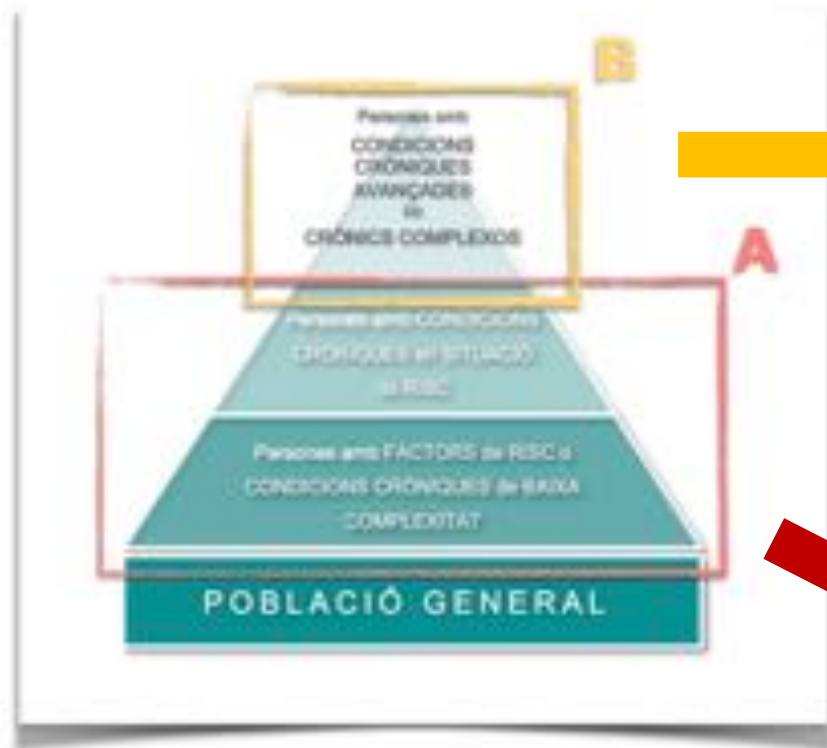 B
Persones amb
CONDICIONS
CRÒNIQUES
AVANÇADES
CRÒNICS COMPLEXOS
A
Persones amb CONDICIONS
CRÒNIQUES en SITUACIÓ
RISC
Persones amb FACTORS de RISC o
CONDICIONS CRÒNIQUES de BAIXA
COMPLEXITAT
POBLACIÓ GENERAL